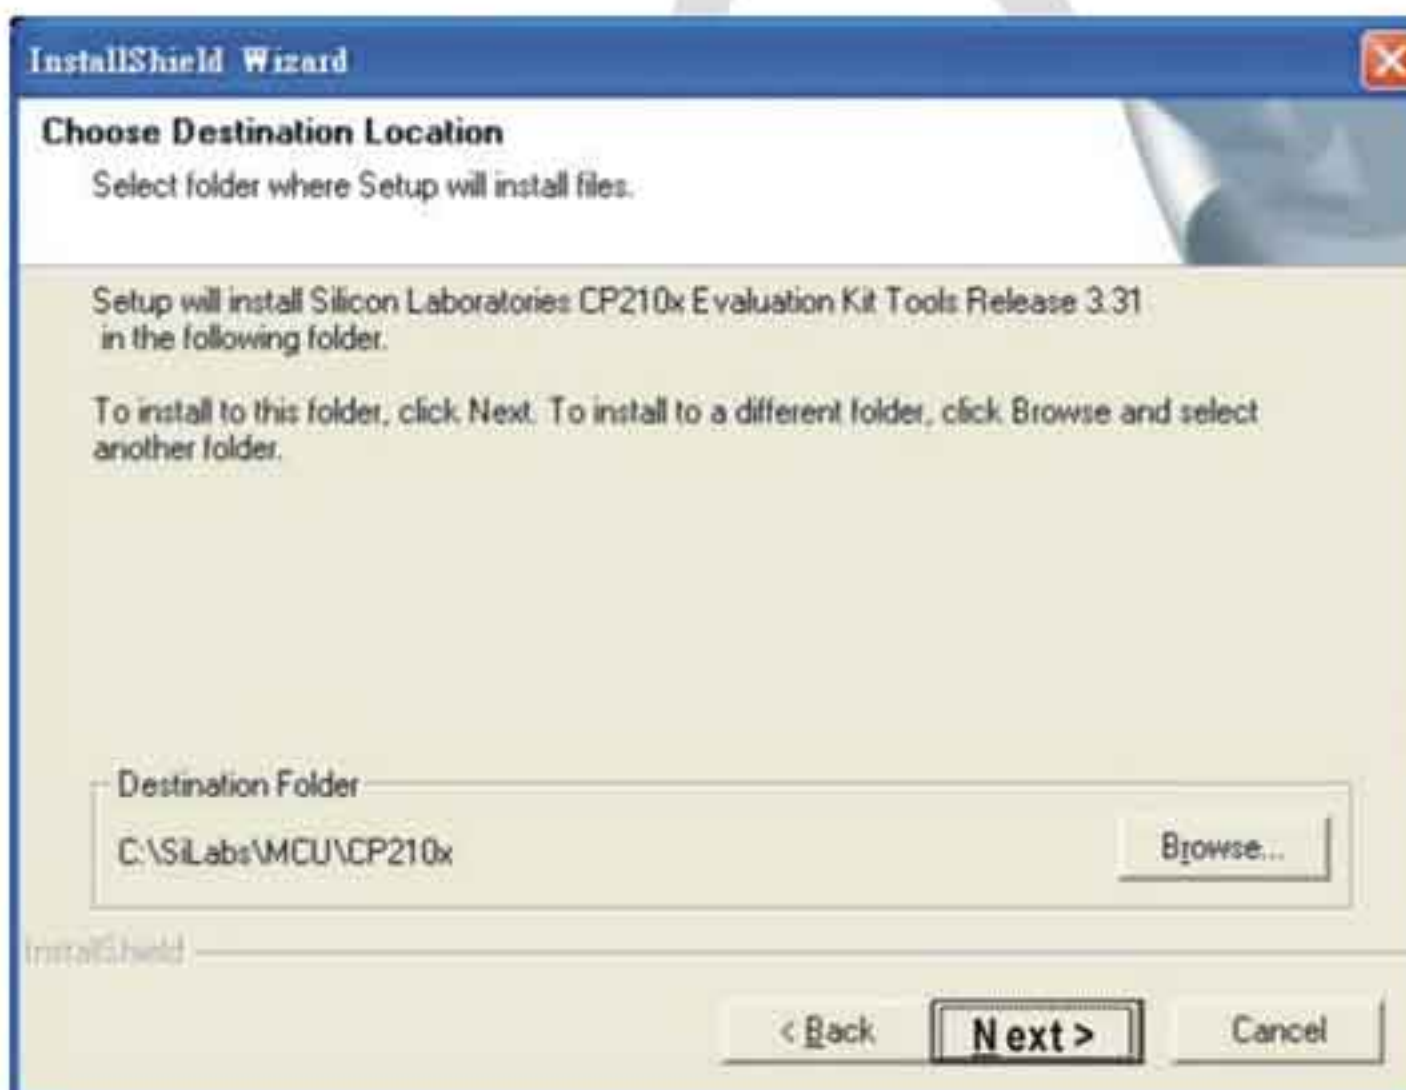 InstallShield Wizard
Choose Destination Location
Select folder where Setup will install files.
Setup will install Silicon Laboratories CP210x Evaluation Kit Tools Release 3.31
in the following folder.
To install to this folder, click Next. To install to a different folder, click Browse and select
another folder.
Destination Folder
C:\SiLabs\MCU\CP210x
Browse...
InstallShield
< Back
Next >
Cancel